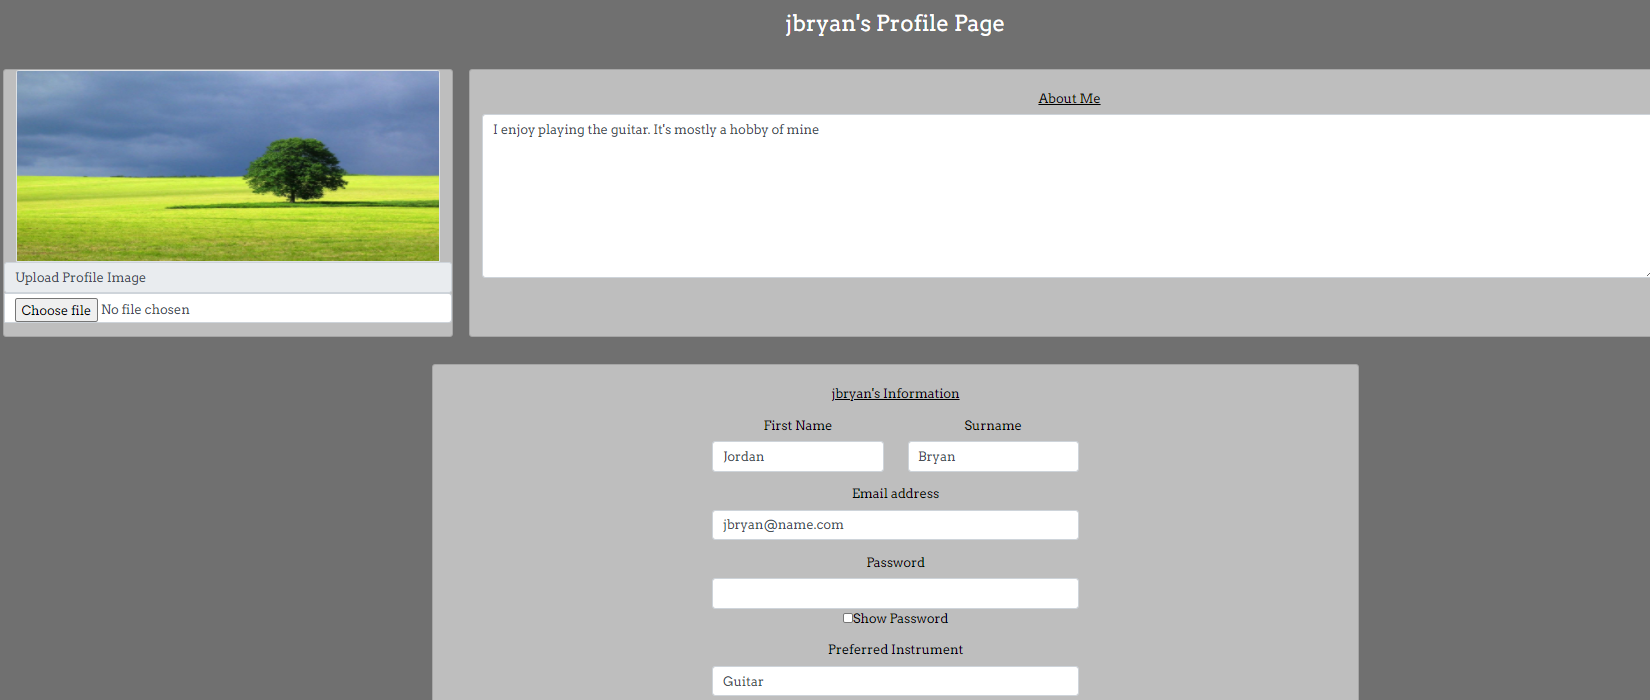 jbryan's Profile Page
About Me
I enjoy playing the guitar. It's mostly a hobby of mine
Upload Profile Image
Choose file No file chosen
jbryan's Information
First Name Surname
Jordan Bryan
Email address
jbryan@name.com
Password
Show Password
Preferred Instrument
Guitar